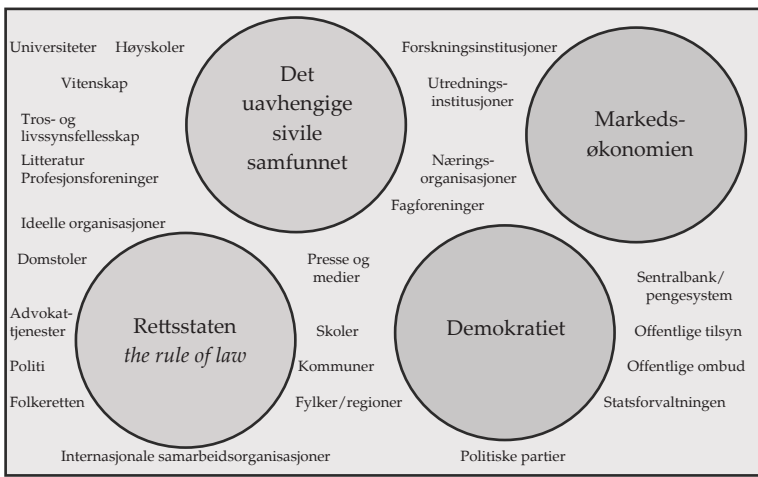 Universiteter Høyskoler
Vitenskap
Tros- og
livssynsfellesskap
Litteratur
Profesjonsforeninger
Ideelle organisasjoner
Det
uavhengige
sivile
samfunnet
Forskningsinstitusjoner
Utrednings-
institusjoner
Nærings-
organisasjoner
Fagforeninger
Markeds-
økonomien
Domstoler
Advokat-
tjenester
Politi
Folkeretten
Rettsstaten
the rule of law
Presse og
medier
Skoler
Kommuner
Fylker/regioner
Demokratiet
Sentralbank/
pengesystem
Offentlige tilsyn
Offentlige ombud
Statsforvaltningen
Internasjonale samarbeidsorganisasjoner
Politiske partier